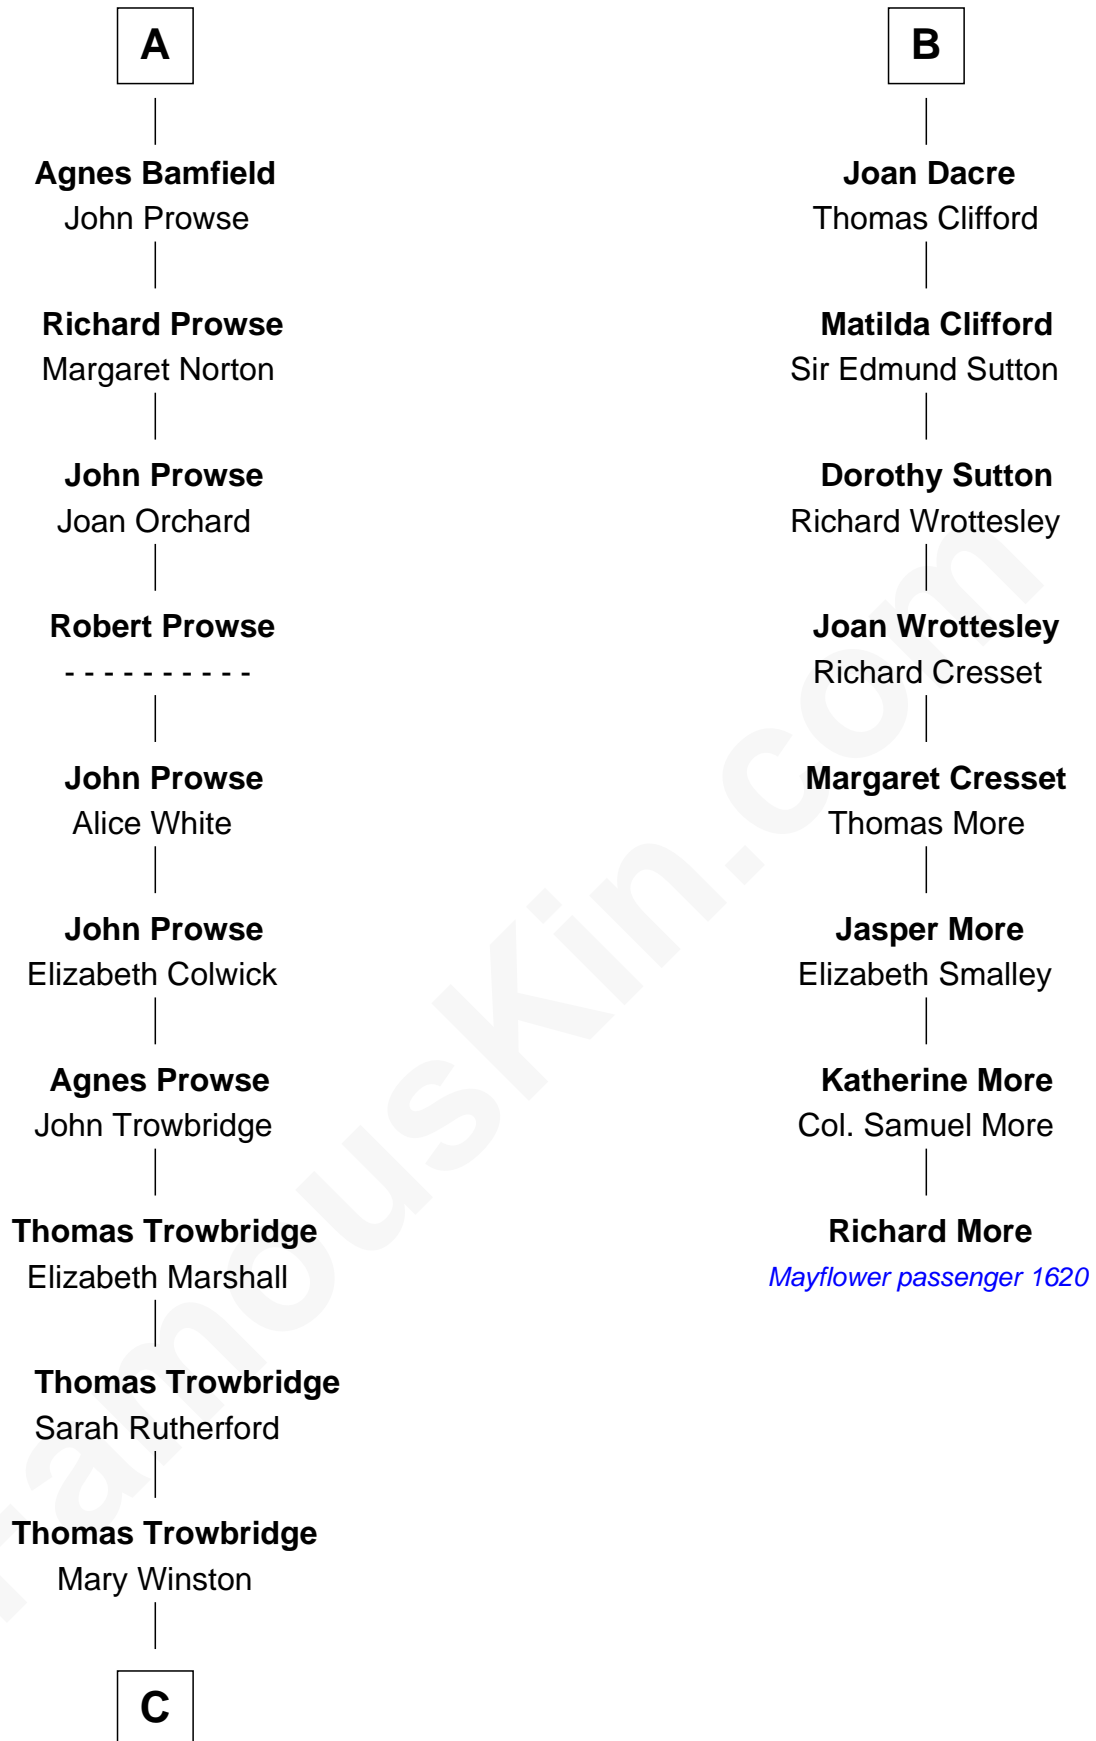 A
Agnes Bamfield
John Prowse
Richard Prowse
Margaret Norton
John Prowse
Joan Orchard
Robert Prowse
- - - - - - - - - -
John Prowse
Alice White
John Prowse
Elizabeth Colwick
Agnes Prowse
John Trowbridge
Thomas Trowbridge
Elizabeth Marshall
Thomas Trowbridge
Sarah Rutherford
Thomas Trowbridge
Mary Winston
C
B
Joan Dacre
Thomas Clifford
Matilda Clifford
Sir Edmund Sutton
Dorothy Sutton
Richard Wrottesley
Joan Wrottesley
Richard Cresset
Margaret Cresset
Thomas More
Jasper More
Elizabeth Smalley
Katherine More
Col. Samuel More
Richard More
Mayflower passenger 1620
FamousKin.com